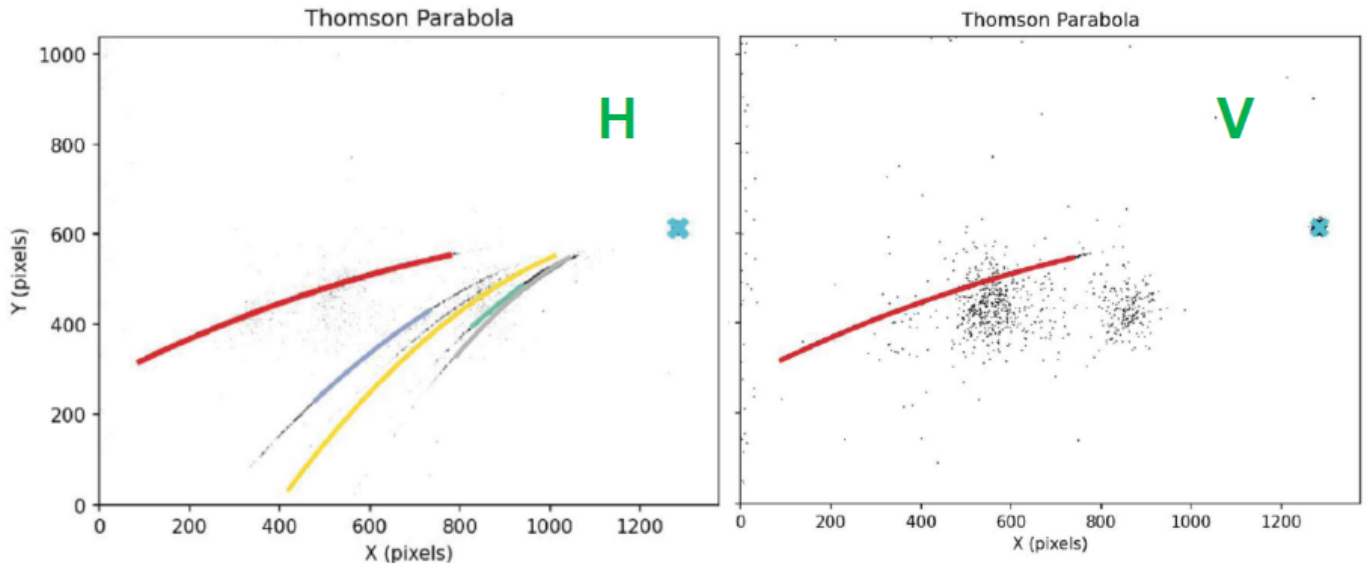 Thomson Parabola
H
1000
800
600
400
200
0
Y (pixels)
0 200 400 600 800 1000 1200
X (pixels)
Thomson Parabola
V
0 200 400 600 800 1000 1200
X (pixels)